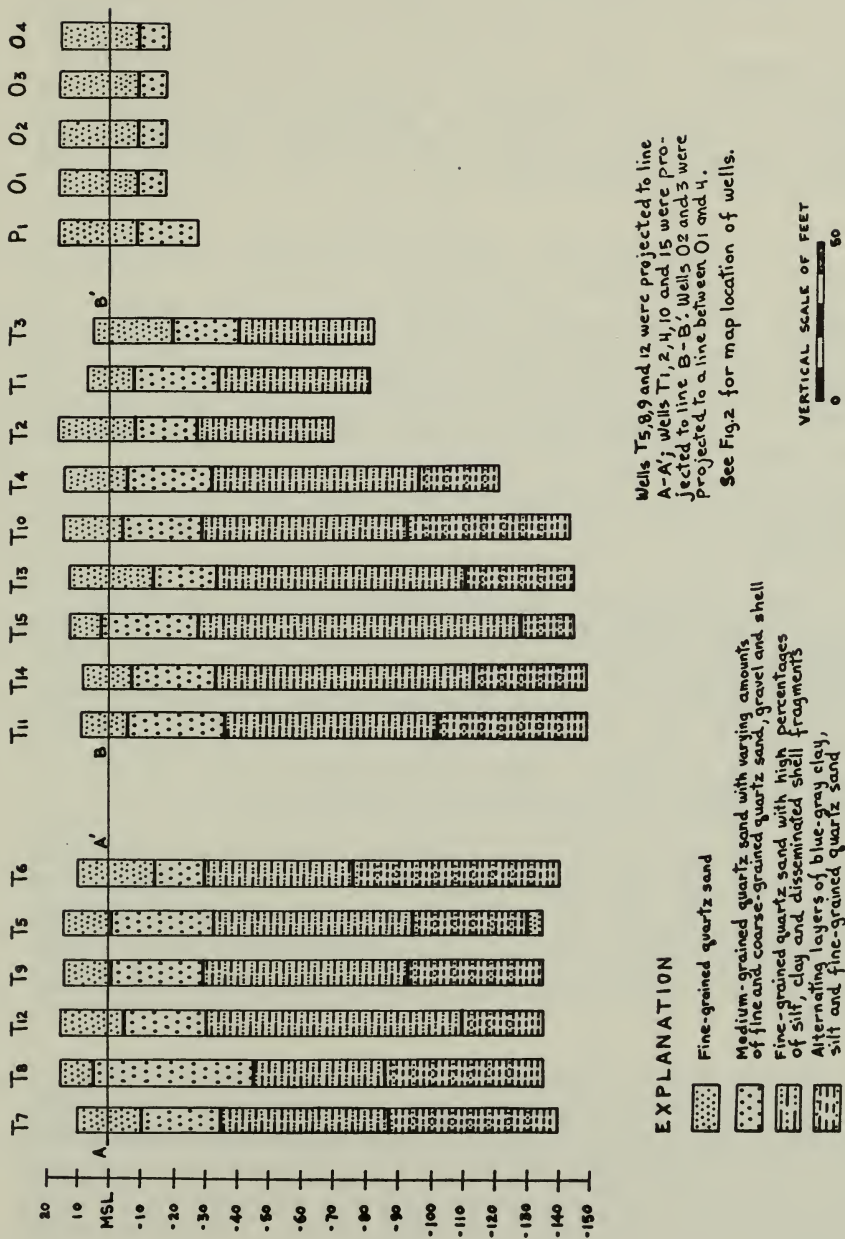 T7 T8 T12 T9 T5 T6 T11 T14 T15 T13 T10 T4 T2 T1 T3 P1 O1 O2 O3 O4
A A' B B'
20
10
MSL
-10
-20
-30
-40
-50
-60
-70
-80
-90
-100
-110
-120
-130
-140
-150
EXPLANATION
Fine-grained quartz sand
Medium-grained quartz sand with varying amounts
of fine and coarse-grained quartz sand, gravel and shell
Fine-grained quartz sand with high percentages
of silt, clay and disseminated shell fragments
Alternating layers of blue-gray clay,
silt and fine-grained quartz sand
Wells T5,8,9 and 12 were projected to line
A-A'; Wells T1,2,4,10 and 15 were pro-
jected to line B-B'. Wells O2 and 3 were
projected to a line between O1 and 4.
See Fig.2 for map location of wells.
VERTICAL SCALE OF FEET
0 50